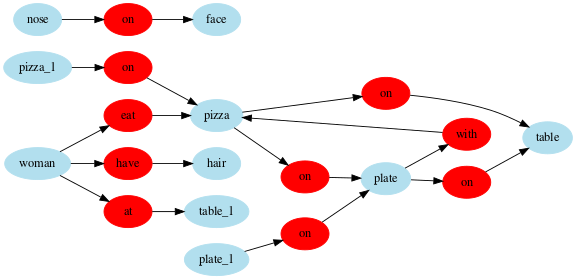 nose on face
pizza_1 on
on
eat pizza
with
table
woman have hair
on plate on
at table_1
on
plate_1